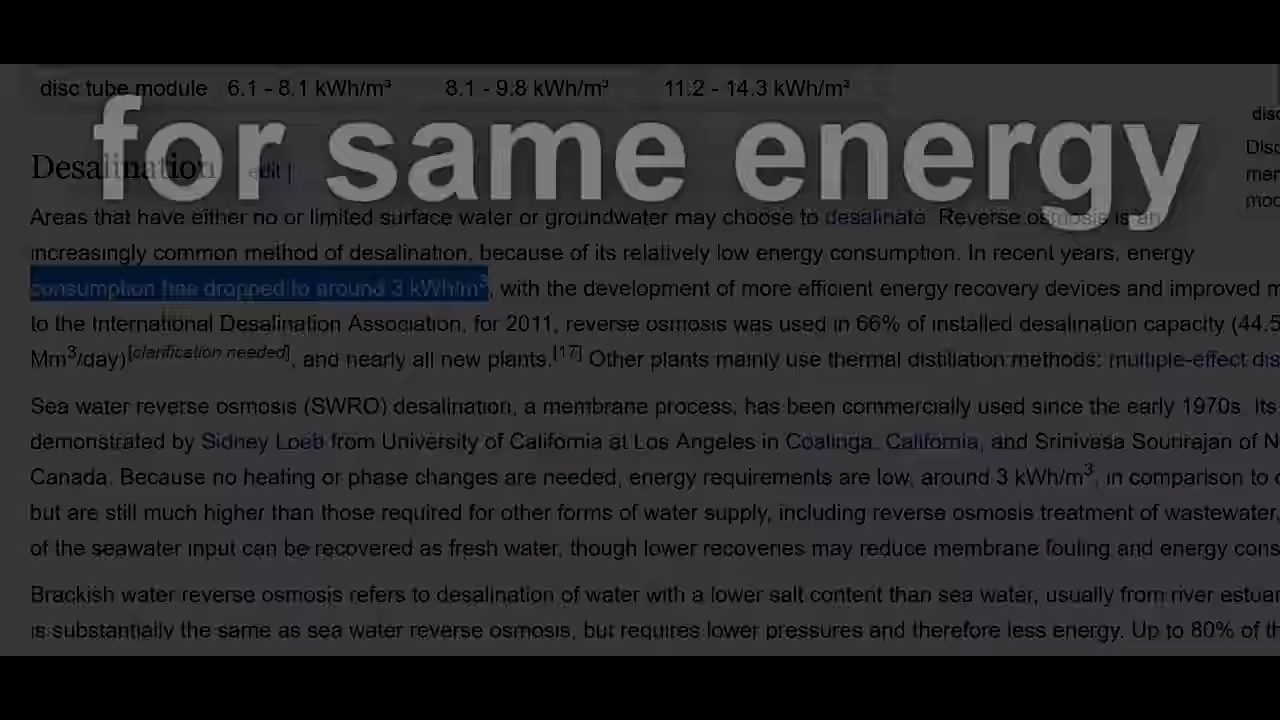 disc tube module 6.1 - 8.1 kWh/m³ 8.1 - 9.8 kWh/m³ 11.2 - 14.3 kWh/m³
for same energy
disc
Desalination edit |
Disc
mem
mod
Areas that have either no or limited surface water or groundwater may choose to desalinate. Reverse osmosis is an
increasingly common method of desalination, because of its relatively low energy consumption. In recent years, energy
consumption has dropped to around 3 kWh/m³, with the development of more efficient energy recovery devices and improved m
to the International Desalination Association, for 2011, reverse osmosis was used in 66% of installed desalination capacity (44.5
Mm³/day)[clarification needed], and nearly all new plants.[17] Other plants mainly use thermal distillation methods: multiple-effect dis
Sea water reverse osmosis (SWRO) desalination, a membrane process, has been commercially used since the early 1970s. Its
demonstrated by Sidney Loeb from University of California at Los Angeles in Coalinga, California, and Srinivasa Sourirajan of N
Canada. Because no heating or phase changes are needed, energy requirements are low, around 3 kWh/m³, in comparison to
but are still much higher than those required for other forms of water supply, including reverse osmosis treatment of wastewater,
of the seawater input can be recovered as fresh water, though lower recoveries may reduce membrane fouling and energy cons
Brackish water reverse osmosis refers to desalination of water with a lower salt content than sea water, usually from river estuar
is substantially the same as sea water reverse osmosis, but requires lower pressures and therefore less energy. Up to 80% of th